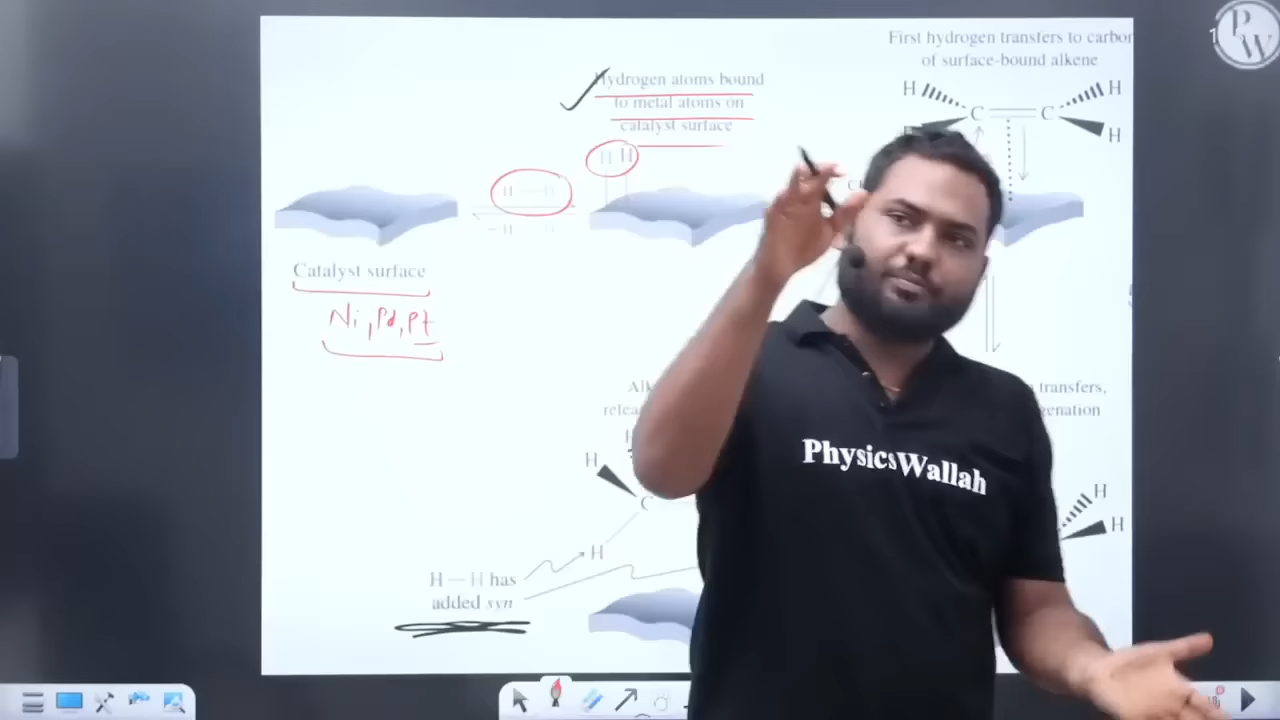 First hydrogen transfers to carbon
of surface-bound alkene
Hydrogen atoms bound
to metal atoms on
catalyst surface
H H
H
H
C
C
H
H — H
Catalyst surface
Ni, Pd, Pt
transfers,
H
C
H
H
H
H — H has
added syn
PhysicsWallah
PW